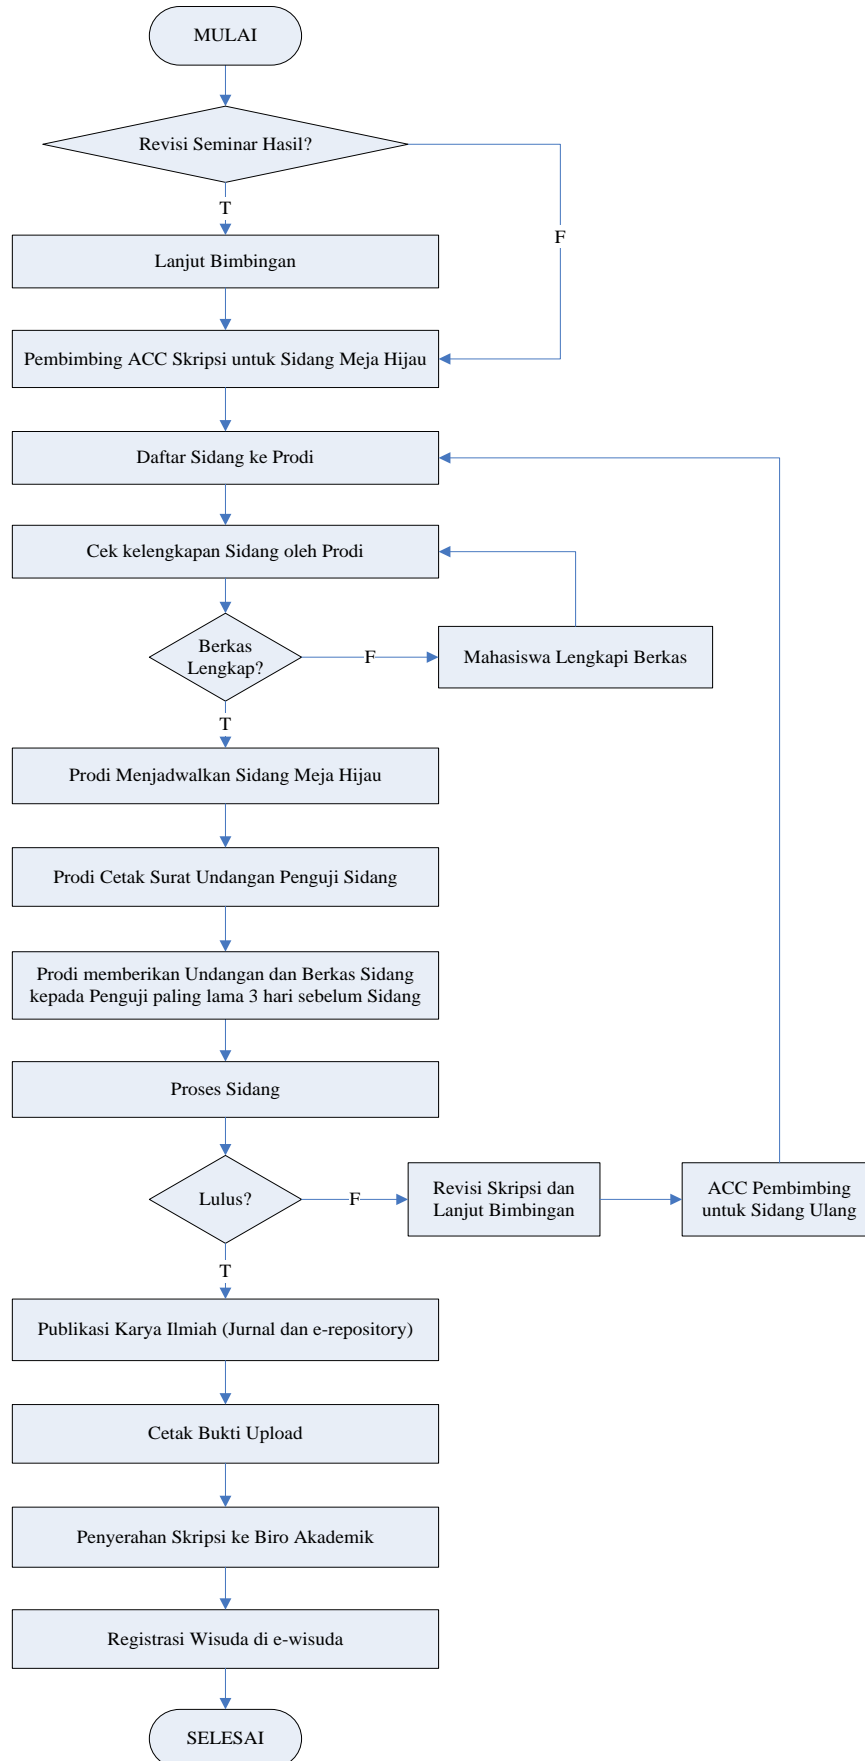 MULAI
Revisi Seminar Hasil?
T
F
Lanjut Bimbingan
Pembimbing ACC Skripsi untuk Sidang Meja Hijau
Daftar Sidang ke Prodi
Cek kelengkapan Sidang oleh Prodi
Berkas
Lengkap?
F
Mahasiswa Lengkapi Berkas
T
Prodi Menjadwalkan Sidang Meja Hijau
Prodi Cetak Surat Undangan Penguji Sidang
Prodi memberikan Undangan dan Berkas Sidang
kepada Penguji paling lama 3 hari sebelum Sidang
Proses Sidang
Lulus?
F
Revisi Skripsi dan
Lanjut Bimbingan
ACC Pembimbing
untuk Sidang Ulang
T
Publikasi Karya Ilmiah (Jurnal dan e-repository)
Cetak Bukti Upload
Penyerahan Skripsi ke Biro Akademik
Registrasi Wisuda di e-wisuda
SELESAI